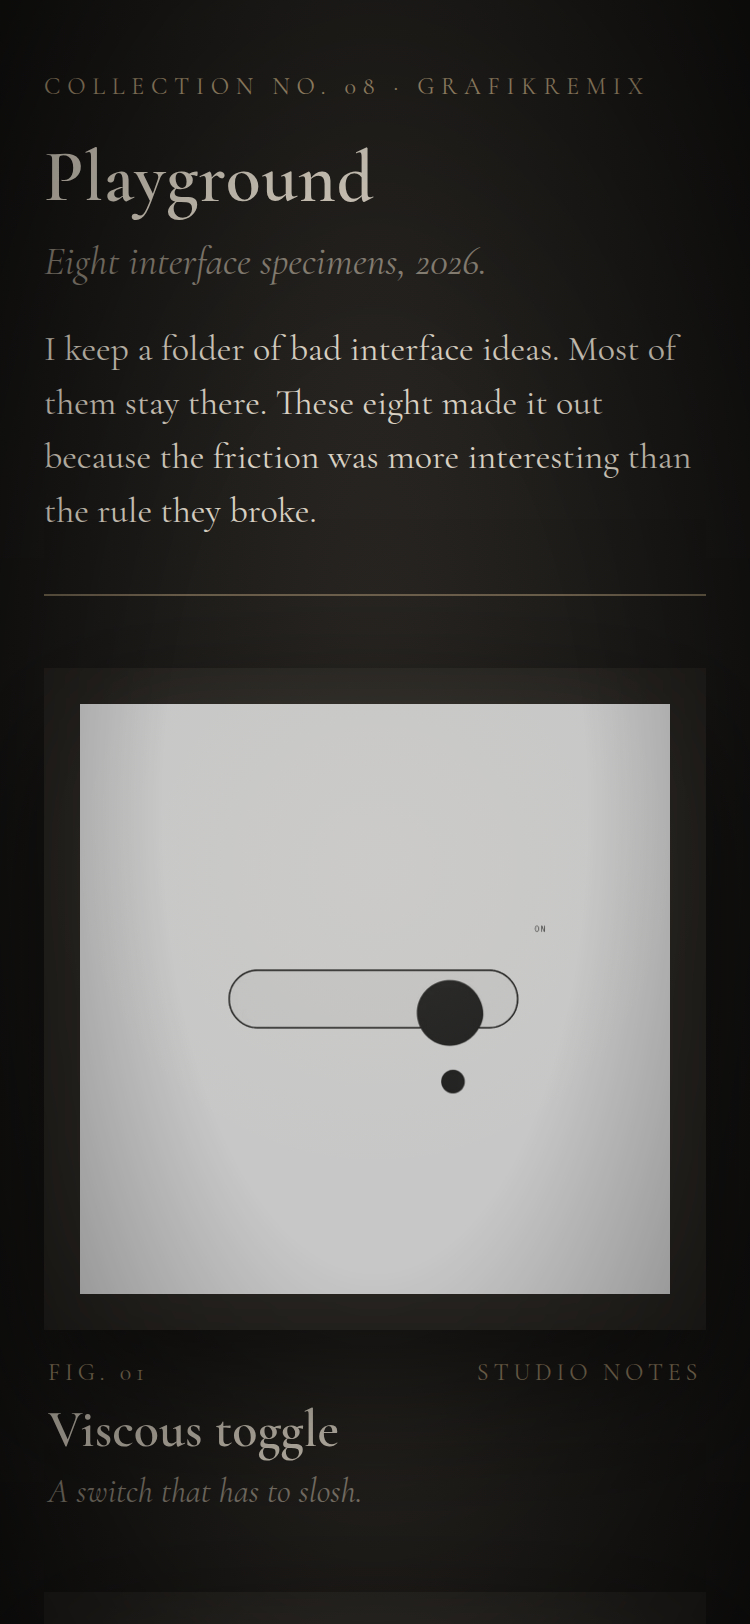 COLLECTION NO. 08 · GRAFIKREMIX
Playground
Eight interface specimens, 2026.
I keep a folder of bad interface ideas. Most of
them stay there. These eight made it out
because the friction was more interesting than
the rule they broke.
ON
FIG. 01 STUDIO NOTES
Viscous toggle
A switch that has to slosh.